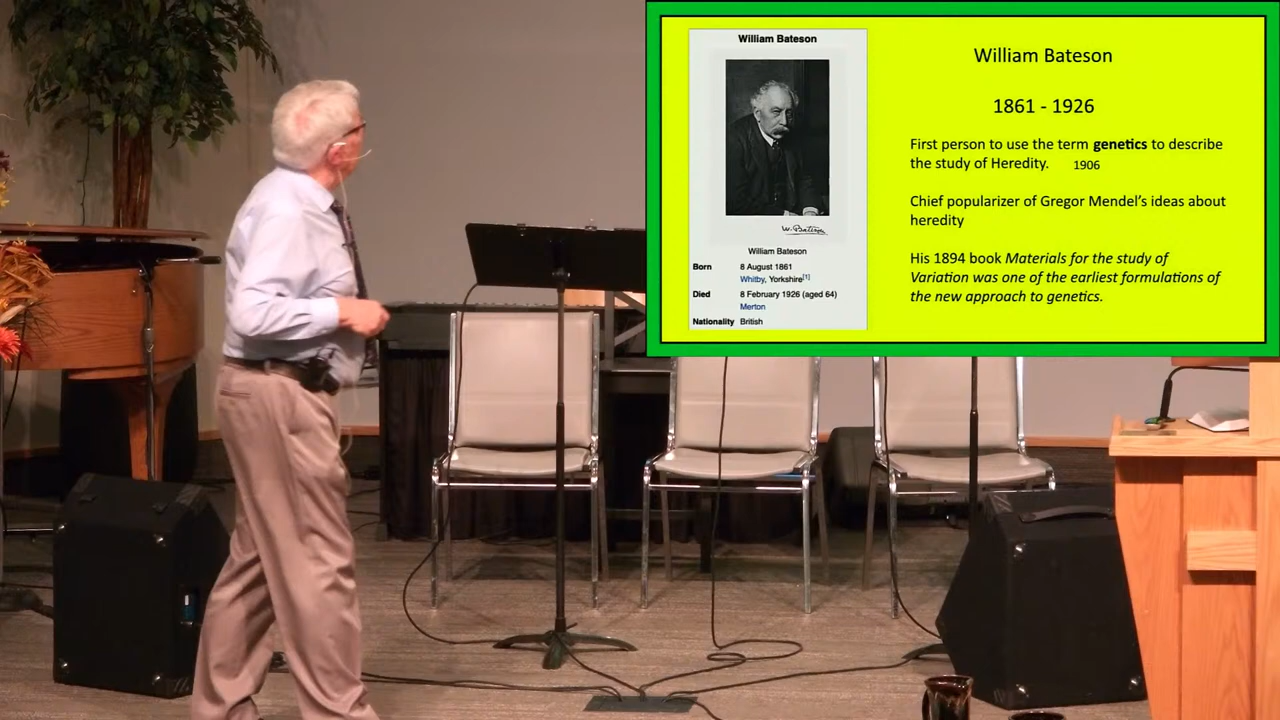 William Bateson
W. Bateson
William Bateson
Born 8 August 1861
Whitby, Yorkshire[1]
Died 8 February 1926 (aged 64)
Merton
Nationality British
William Bateson
1861 - 1926
First person to use the term genetics to describe
the study of Heredity. 1906
Chief popularizer of Gregor Mendel's ideas about
heredity
His 1894 book Materials for the study of
Variation was one of the earliest formulations of
the new approach to genetics.